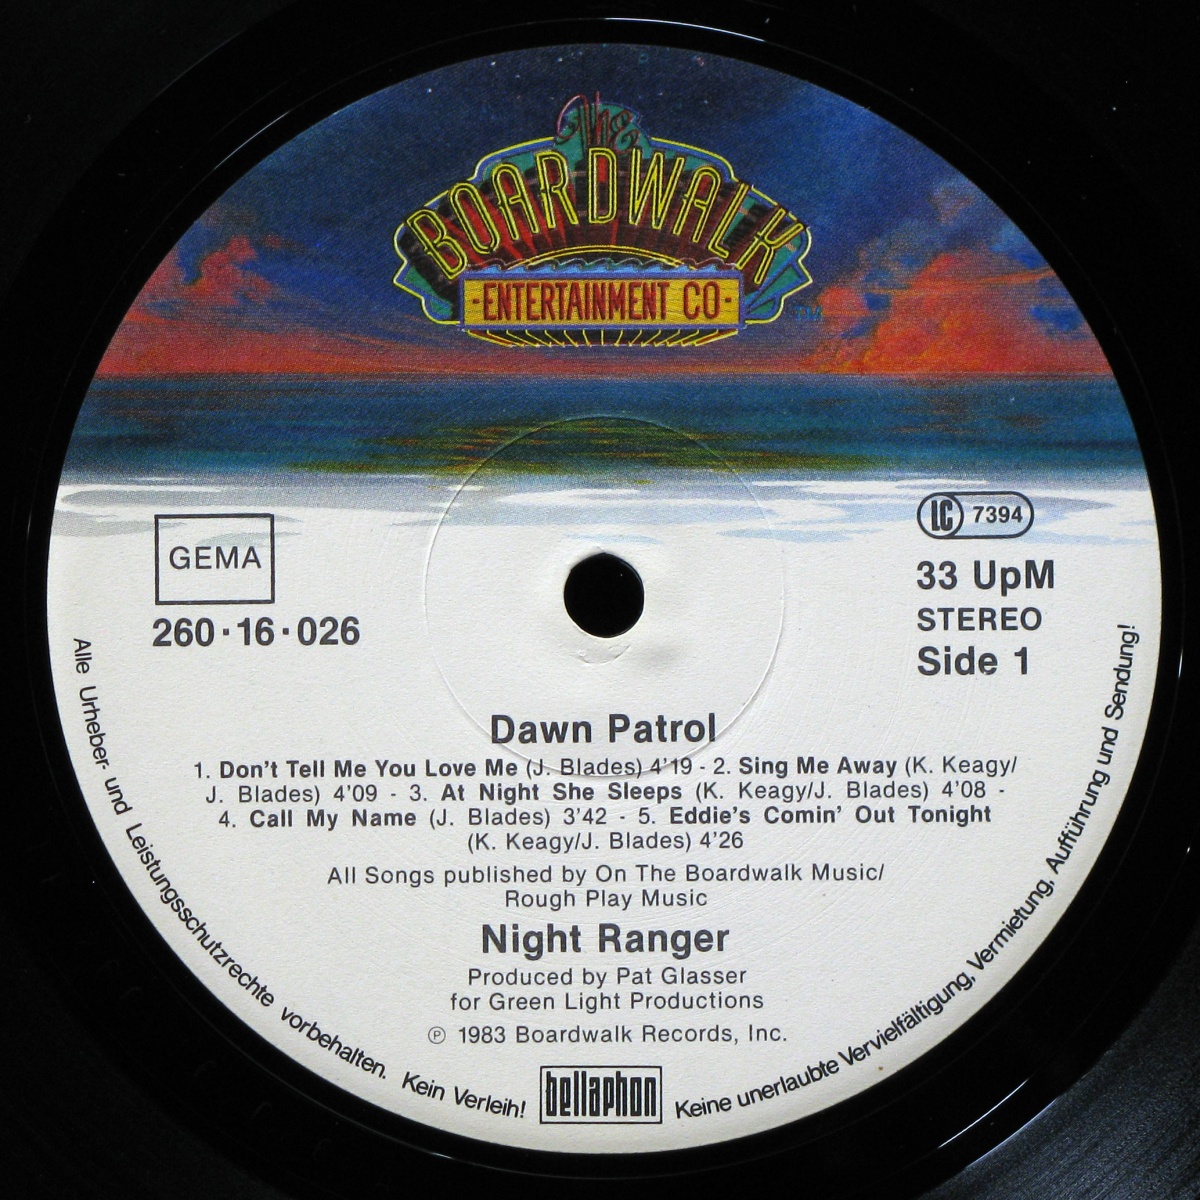 The
BOARDWALK
-ENTERTAINMENT CO-
TM
GEMA
260·16·026
LC 7394
33 UpM
STEREO
Side 1
Dawn Patrol
1. Don't Tell Me You Love Me (J. Blades) 4'19 - 2. Sing Me Away (K. Keagy/
J. Blades) 4'09 - 3. At Night She Sleeps (K. Keagy/J. Blades) 4'08 -
4. Call My Name (J. Blades) 3'42 - 5. Eddie's Comin' Out Tonight
(K. Keagy/J. Blades) 4'26
All Songs published by On The Boardwalk Music/
Rough Play Music
Night Ranger
Produced by Pat Glasser
for Green Light Productions
℗ 1983 Boardwalk Records, Inc.
bellaphon
Alle Urheber- und Leistungsschutzrechte vorbehalten. Kein Verleih! Keine unerlaubte Vervielfältigung, Vermietung, Aufführung und Sendung!